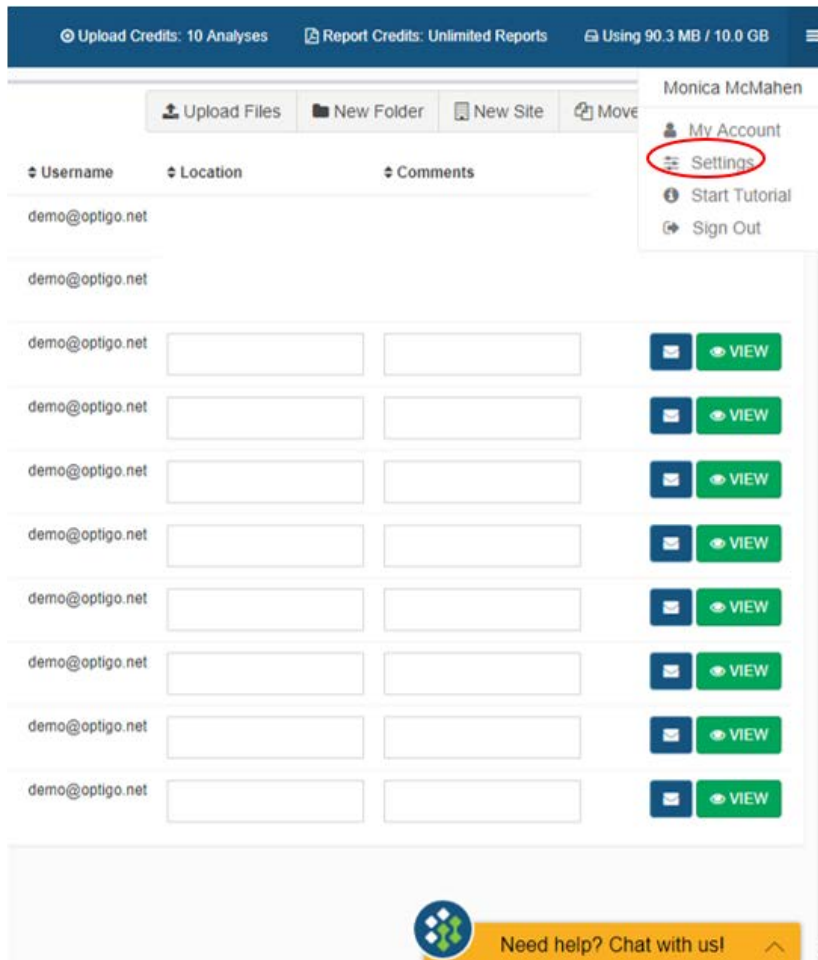 Upload Credits: 10 Analyses Report Credits: Unlimited Reports Using 90.3 MB / 10.0 GB
Monica McMahen
Upload Files New Folder New Site Move
My Account
Settings
Start Tutorial
Sign Out
Username Location Comments
demo@optigo.net
demo@optigo.net
demo@optigo.net VIEW
demo@optigo.net VIEW
demo@optigo.net VIEW
demo@optigo.net VIEW
demo@optigo.net VIEW
demo@optigo.net VIEW
demo@optigo.net VIEW
demo@optigo.net VIEW
Need help? Chat with us!